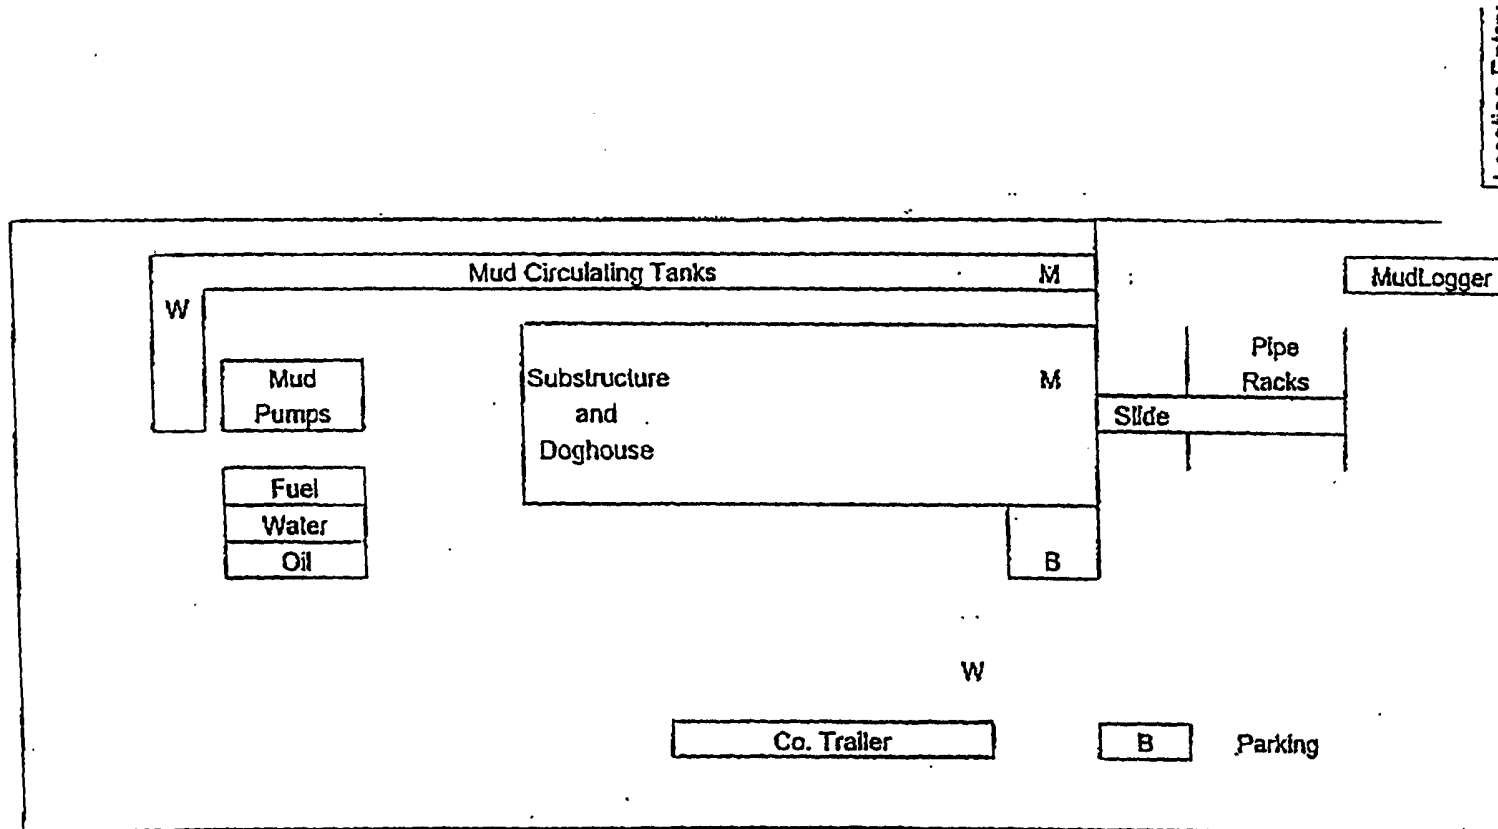 Mud Circulating Tanks
M
MudLogger
W
Pipe
Racks
Mud
Pumps
Substructure
and
Doghouse
M
Slide
Fuel
Water
Oil
B
W
Co. Trailer
B
Parking